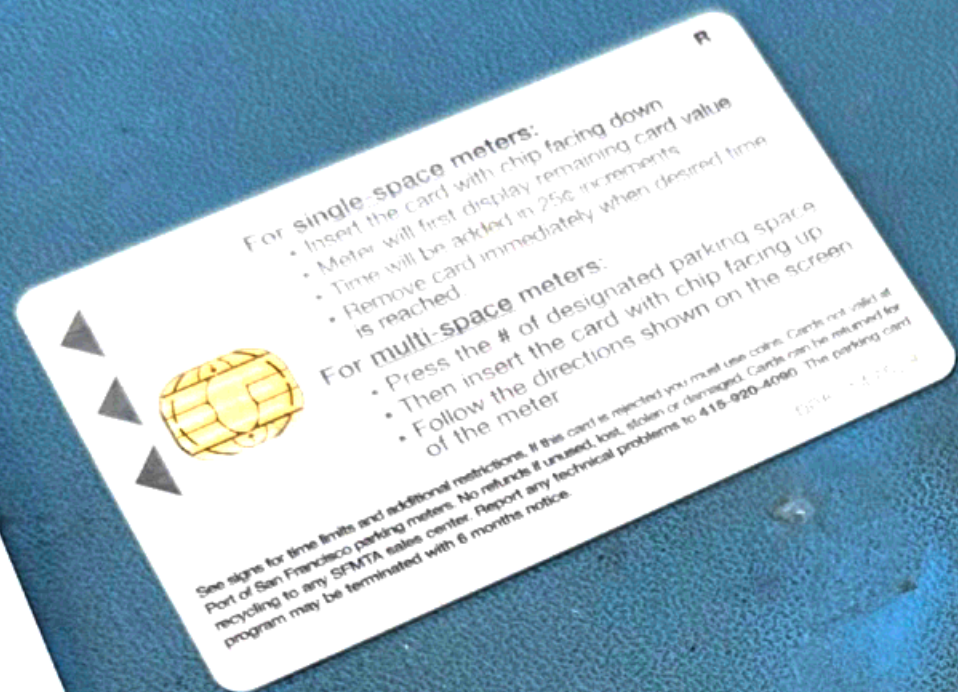 R
For single-space meters:
• Insert the card with chip facing down
• Meter will first display remaining card value
• Time will be added in 25¢ increments
• Remove card immediately when desired time
is reached
For multi-space meters:
• Press the # of designated parking space
• Then insert the card with chip facing up
• Follow the directions shown on the screen
of the meter
See signs for time limits and additional restrictions. If this card is rejected you must use coins. Cards not valid at
Port of San Francisco parking meters. No refunds if unused, lost, stolen or damaged. Cards can be returned for
recycling to any SFMTA sales center. Report any technical problems to 415-920-4090. The parking card
program may be terminated with 6 months notice.